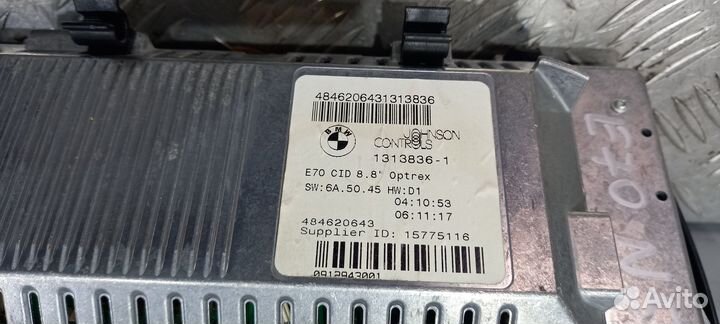 4846206431313836
BMW
JOHNSON
CONTROLS
1313836-1
E70 CID 8.8" Optrex
SW:6A.50.45 HW:D1
04:10:53
06:11:17
484620643
Supplier ID: 15775116
0912943001
E70 N
Avito